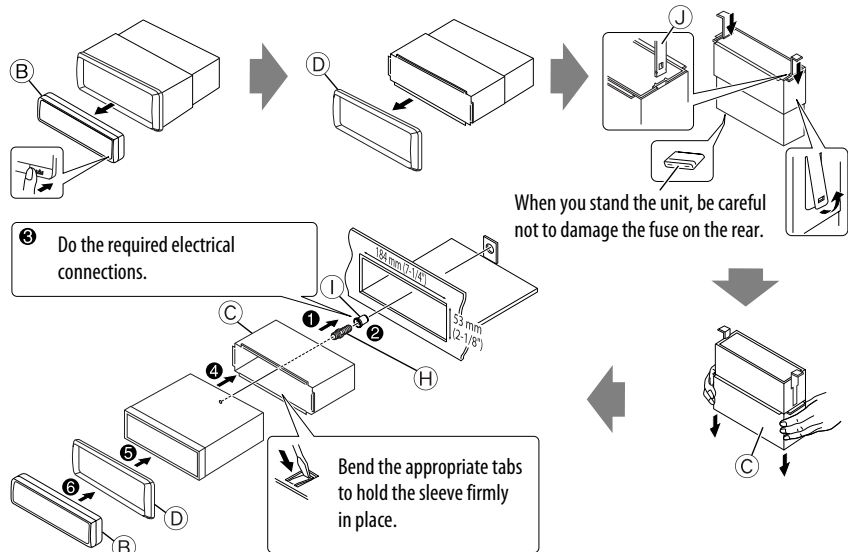 B
D
J
When you stand the unit, be careful
not to damage the fuse on the rear.
❸ Do the required electrical
connections.
184 mm (7-1/4")
53 mm
(2-1/8")
I
❶
❷
H
C
❹
❺
❻
D
B
Bend the appropriate tabs
to hold the sleeve firmly
in place.
C